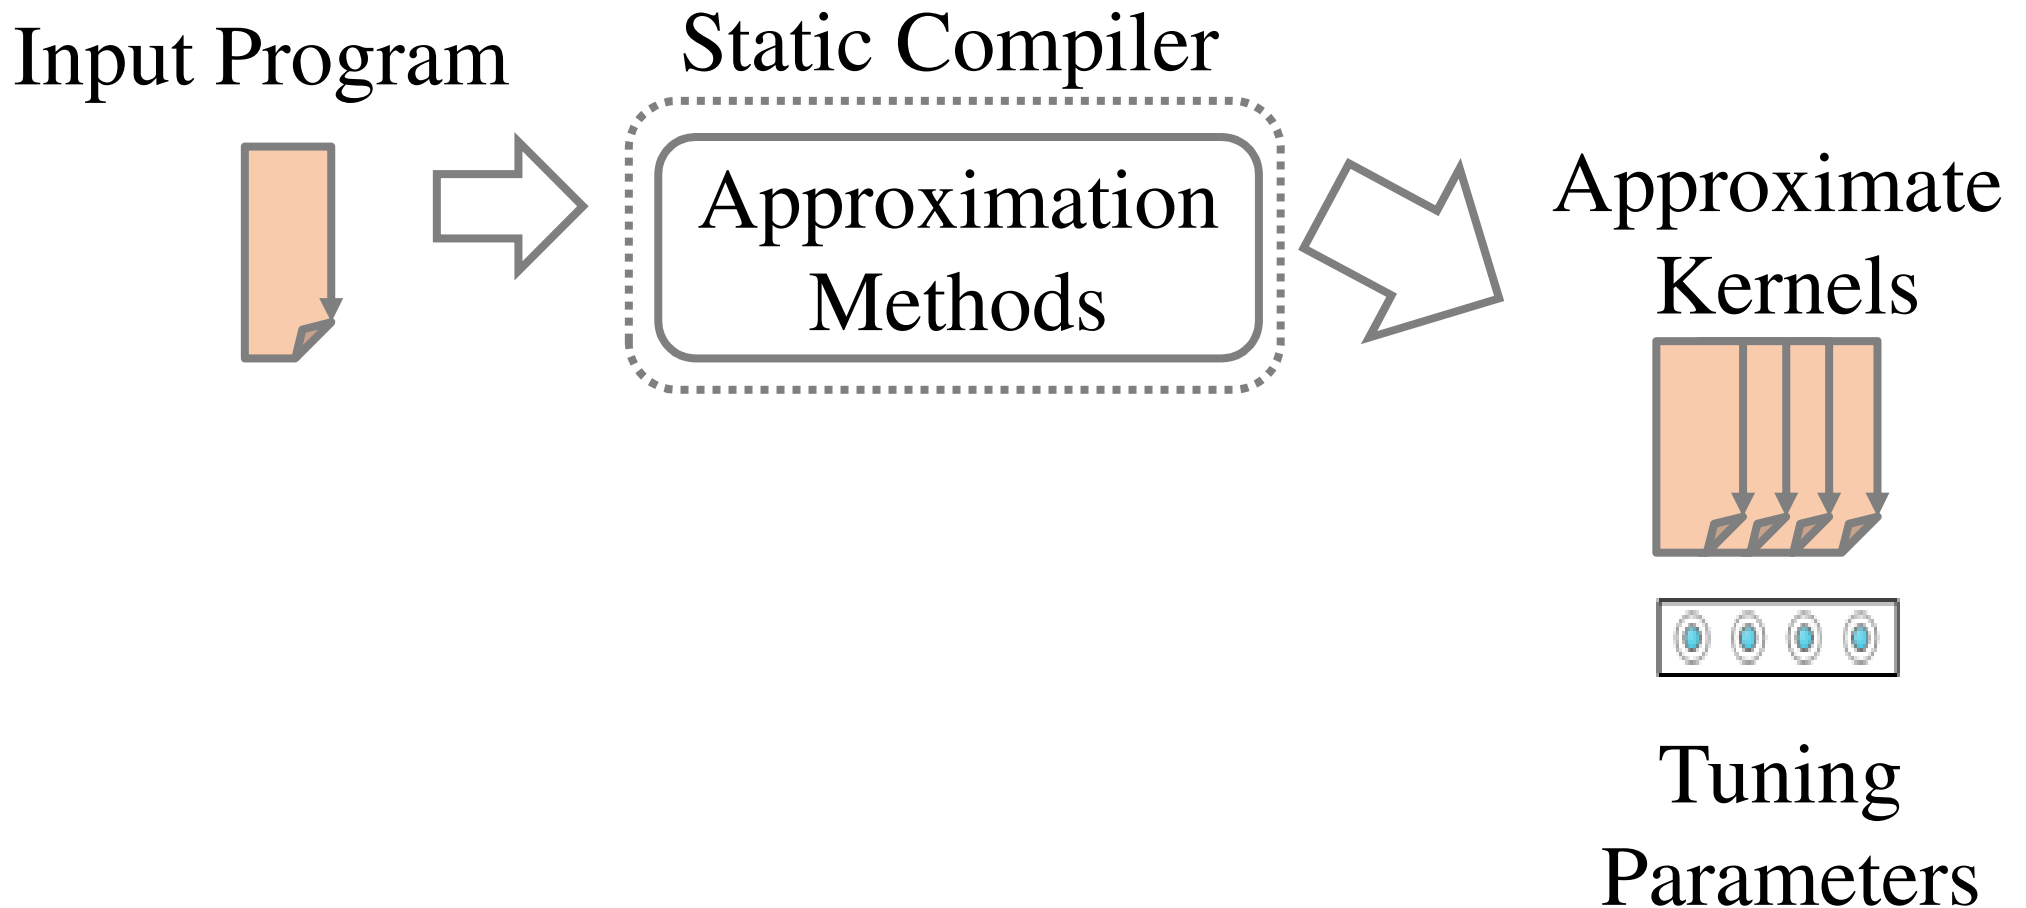 Input Program
Static Compiler
Approximation
Methods
Approximate
Kernels
Tuning
Parameters